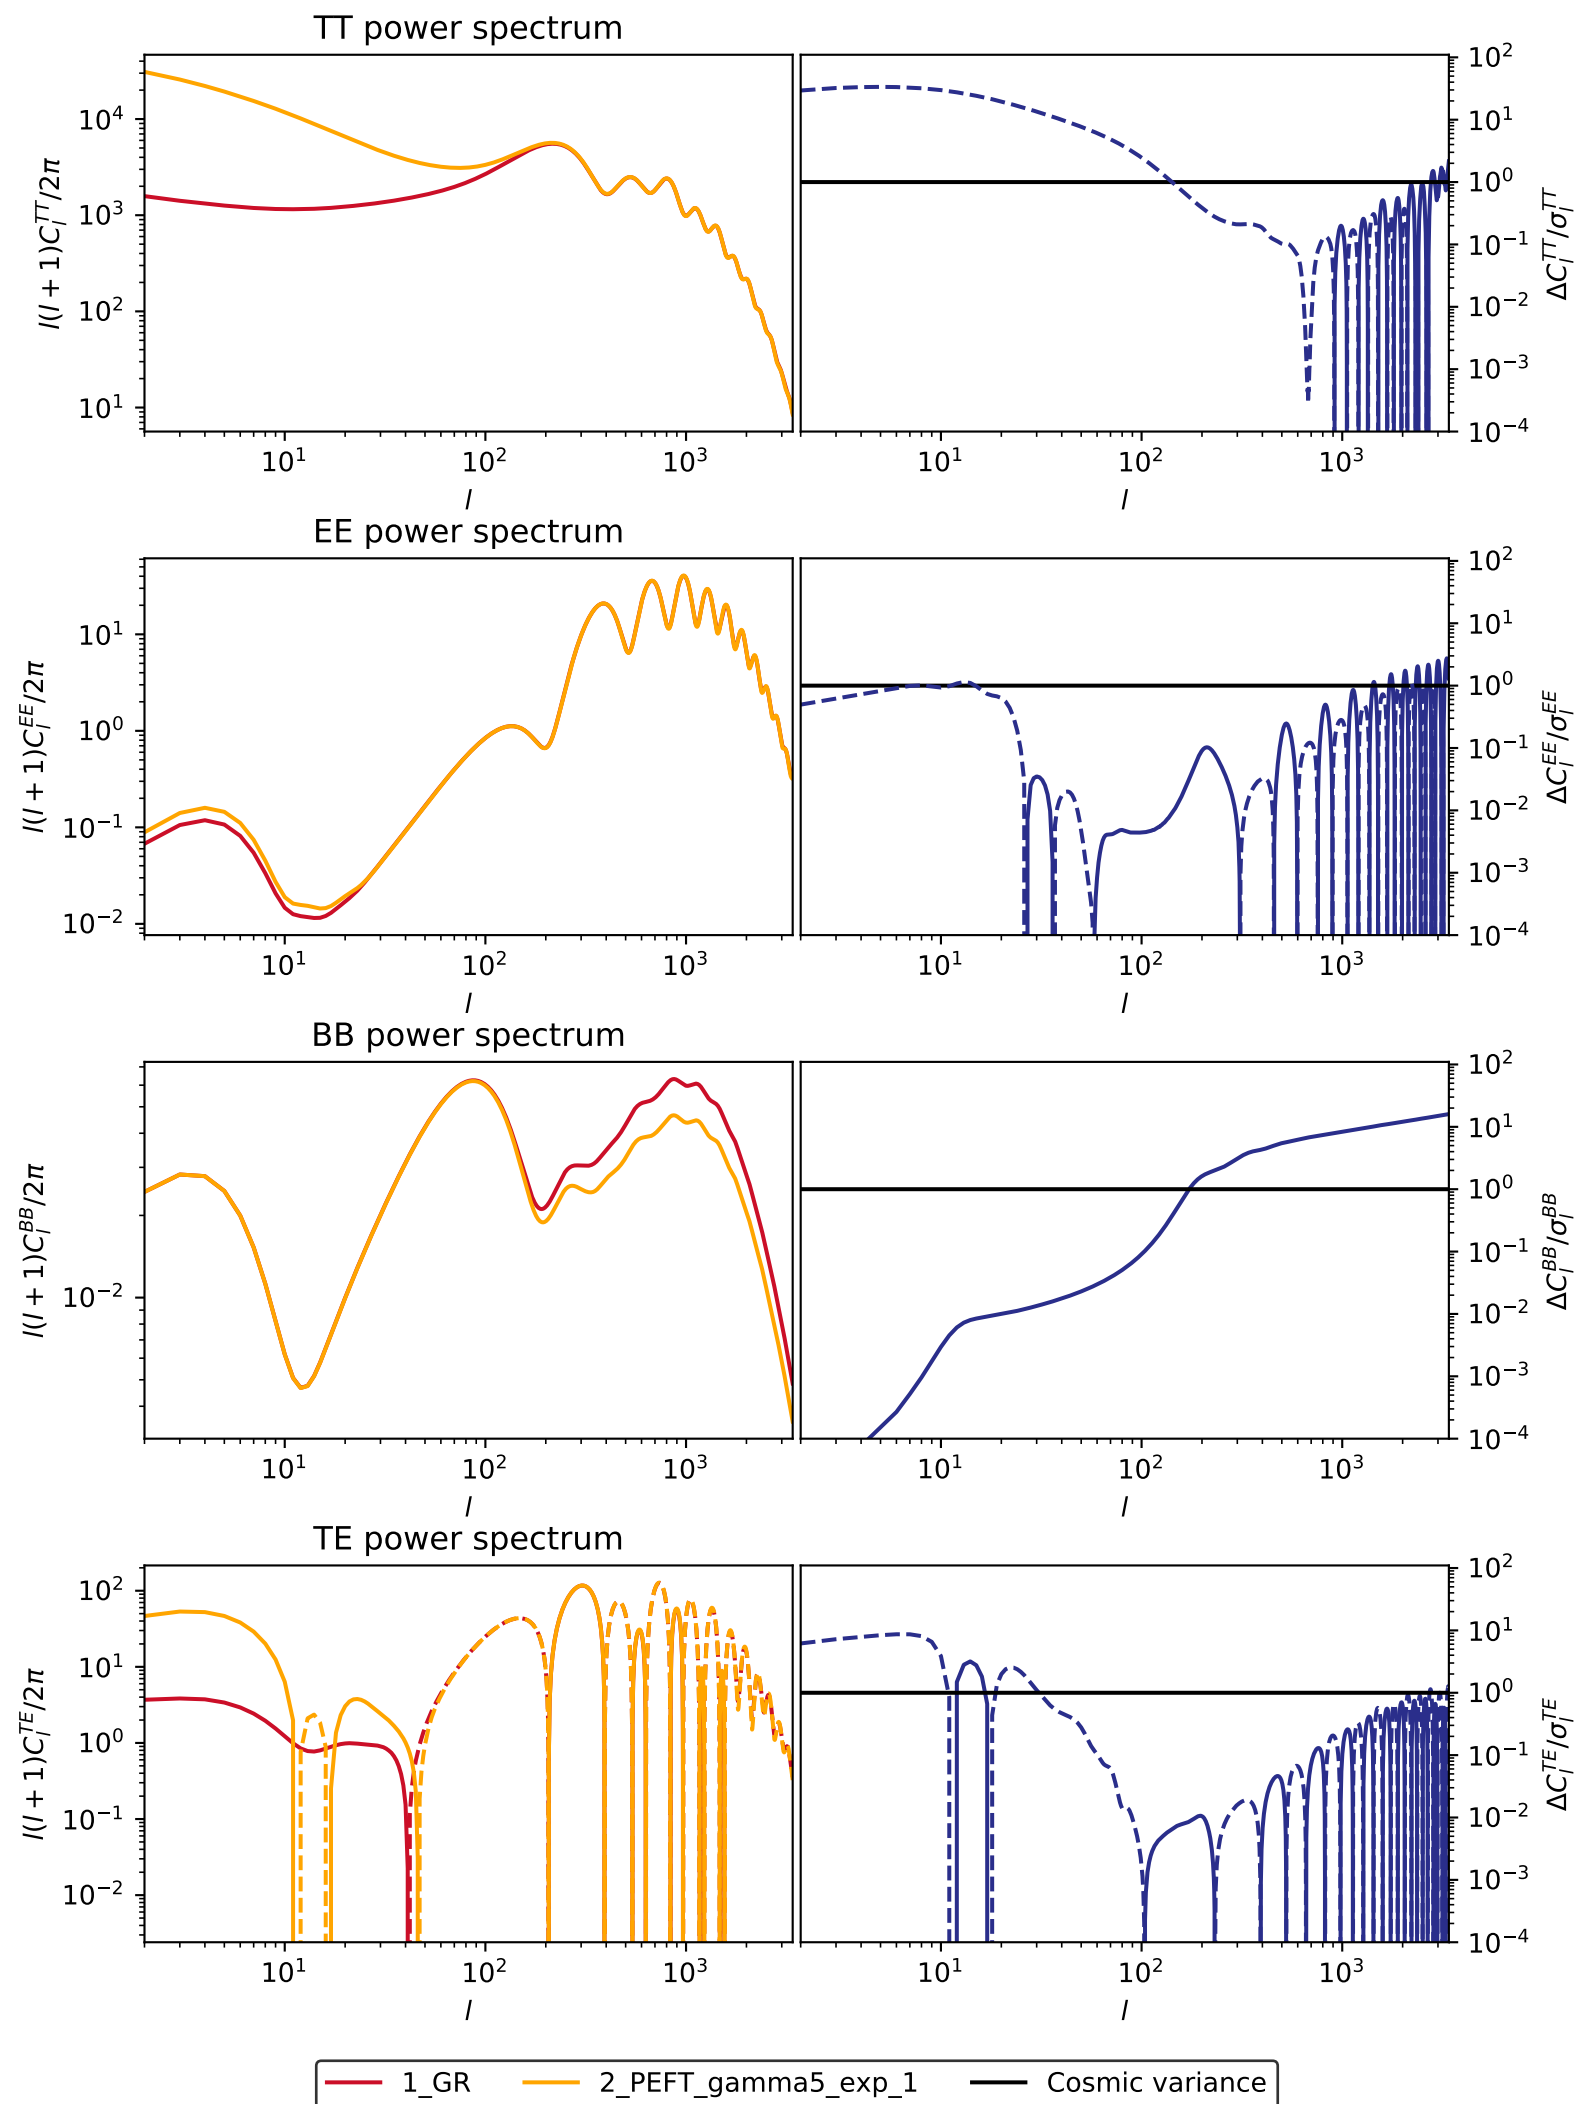 TT power spectrum
l(l + 1)C_l^{TT}/2π
10^4
10^3
10^2
10^1
10^1 10^2 10^3
l
10^1 10^2 10^3
l
10^2
10^1
10^0
10^{-1}
10^{-2}
10^{-3}
10^{-4}
ΔC_l^{TT}/σ_l^{TT}
EE power spectrum
l(l + 1)C_l^{EE}/2π
10^1
10^0
10^{-1}
10^{-2}
10^1 10^2 10^3
l
10^1 10^2 10^3
l
10^2
10^1
10^0
10^{-1}
10^{-2}
10^{-3}
10^{-4}
ΔC_l^{EE}/σ_l^{EE}
BB power spectrum
l(l + 1)C_l^{BB}/2π
10^{-2}
10^1 10^2 10^3
l
10^1 10^2 10^3
l
10^2
10^1
10^0
10^{-1}
10^{-2}
10^{-3}
10^{-4}
ΔC_l^{BB}/σ_l^{BB}
TE power spectrum
l(l + 1)C_l^{TE}/2π
10^2
10^1
10^0
10^{-1}
10^{-2}
10^1 10^2 10^3
l
10^1 10^2 10^3
l
10^2
10^1
10^0
10^{-1}
10^{-2}
10^{-3}
10^{-4}
ΔC_l^{TE}/σ_l^{TE}
1_GR 2_PEFT_gamma5_exp_1 Cosmic variance